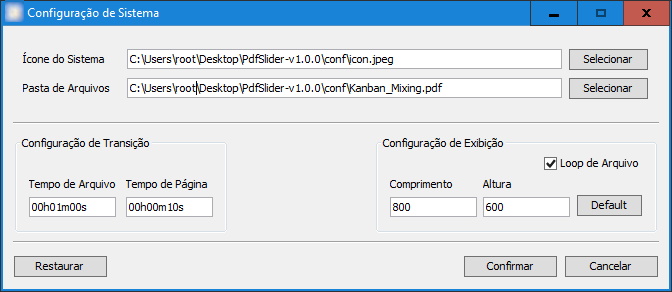 Configuração de Sistema
Ícone do Sistema C:\Users\root\Desktop\PdfSlider-v1.0.0\conf\icon.jpeg Selecionar
Pasta de Arquivos C:\Users\root\Desktop\PdfSlider-v1.0.0\conf\Kanban_Mixing.pdf Selecionar
Configuração de Transição
Tempo de Arquivo Tempo de Página
00h01m00s 00h00m10s
Configuração de Exibição
Loop de Arquivo
Comprimento Altura
800 600 Default
Restaurar Confirmar Cancelar